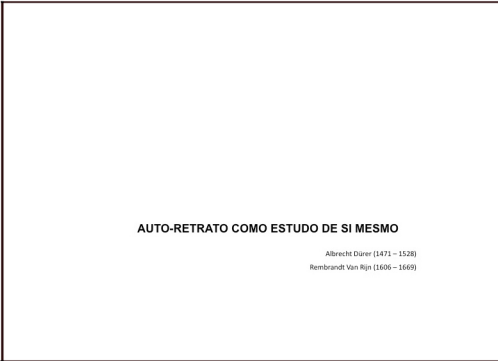 AUTO-RETRATO COMO ESTUDO DE SI MESMO
Albrecht Dürer (1471 – 1528)
Rembrandt Van Rijn (1606 – 1669)